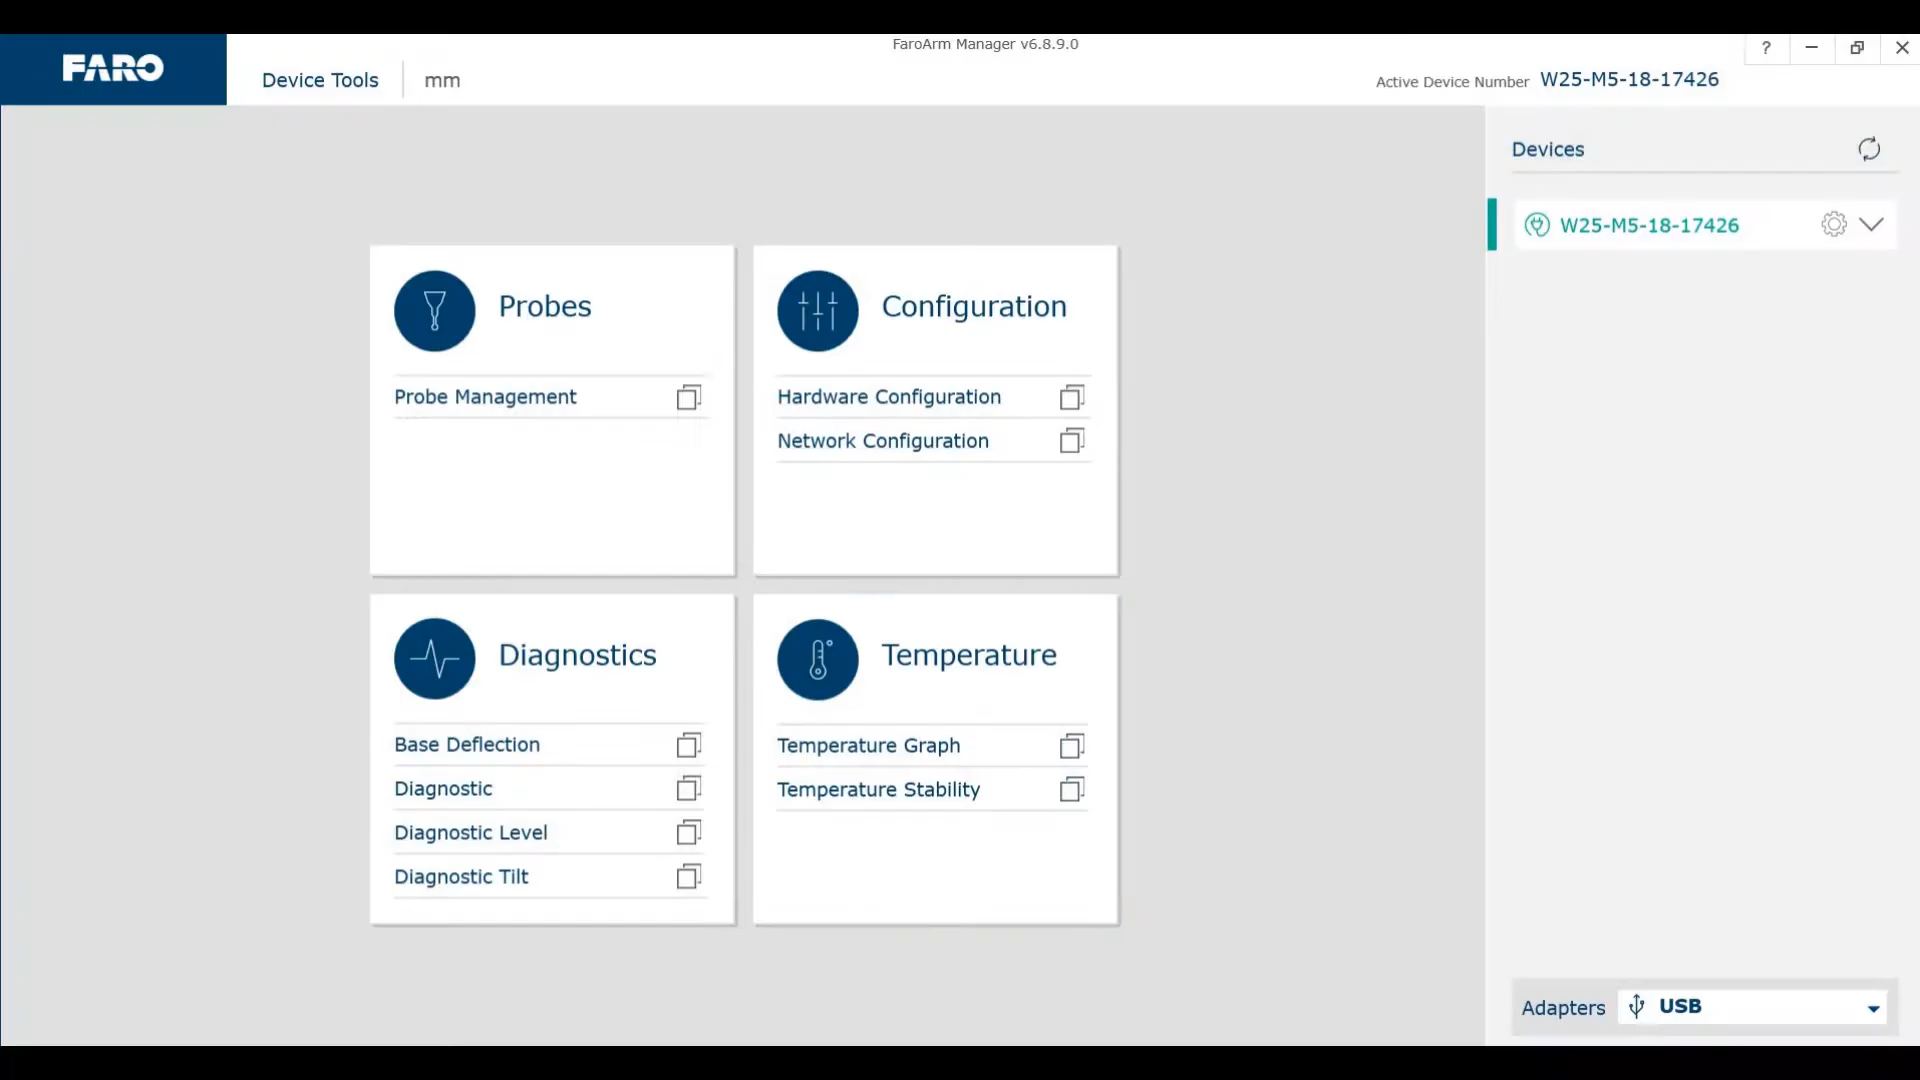 FaroArm Manager v6.8.9.0
?
FARO
Device Tools
mm
Active Device Number W25-M5-18-17426
Devices
W25-M5-18-17426
Probes
Probe Management
Configuration
Hardware Configuration
Network Configuration
Diagnostics
Base Deflection
Diagnostic
Diagnostic Level
Diagnostic Tilt
Temperature
Temperature Graph
Temperature Stability
Adapters USB